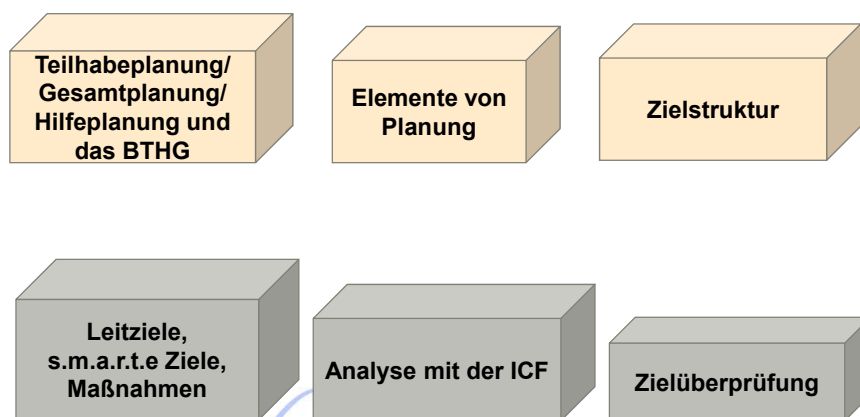 Teilhabeplanung/
Gesamtplanung/
Hilfeplanung und
das BTHG
Elemente von
Planung
Zielstruktur
Leitziele,
s.m.a.r.t.e Ziele,
Maßnahmen
Analyse mit der ICF
Zielüberprüfung